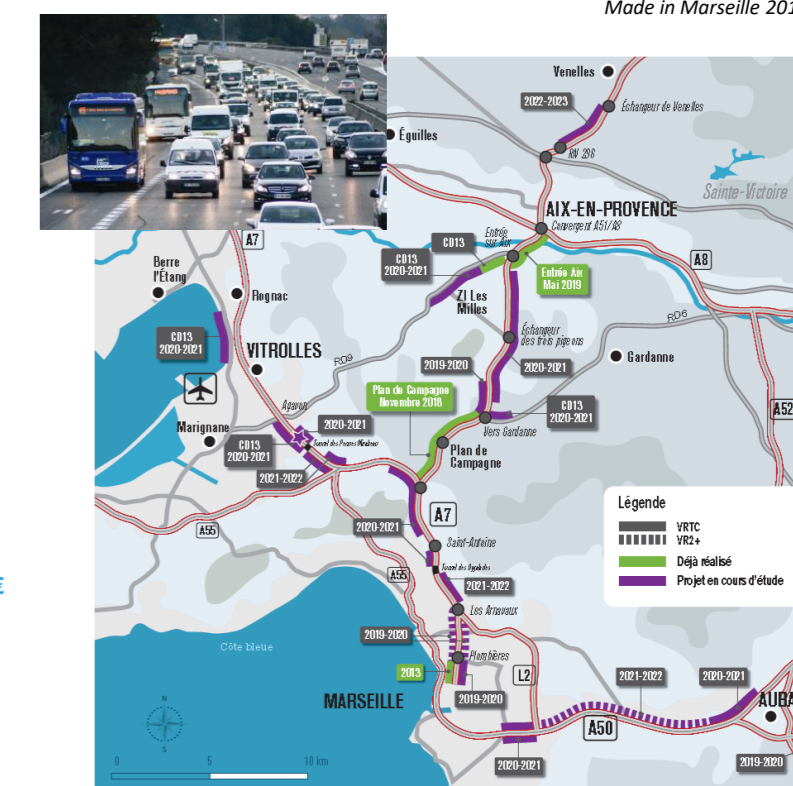 Made in Marseille 201
Venelles
2022-2023
Échangeur de Venelles
Éguilles
RN 296
Sainte-Victoire
AIX-EN-PROVENCE
Convergent A51/A8
Entrée
sur Aix
CD13
A7
A8
CD13
2020-2021
Entrée Aix
Mai 2019
Berre
l'Étang
Rognac
ZI Les
Milles
RD6
CD13
2020-2021
Échangeur
des trois pigeons
VITROLLES
RD9
Gardanne
2019-2020
2020-2021
Plan de Campagne
Novembre 2018
Agavon
CD13
2020-2021
A52
2020-2021
Marignane
Vers Gardanne
CD13
2020-2021
Plan de
Campagne
2021-2022
Légende
A7
VRTC
VR2+
2020-2021
A55
Saint-Antoine
Déjà réalisé
Projet en cours d'étude
A55
2021-2022
€
Les Arnavaux
2019-2020
Côte bleue
Plombières
2013
L2
2021-2022
2020-2021
2019-2020
MARSEILLE
AUBA
N
A50
S
0 5 10 km
2020-2021
2019-2020